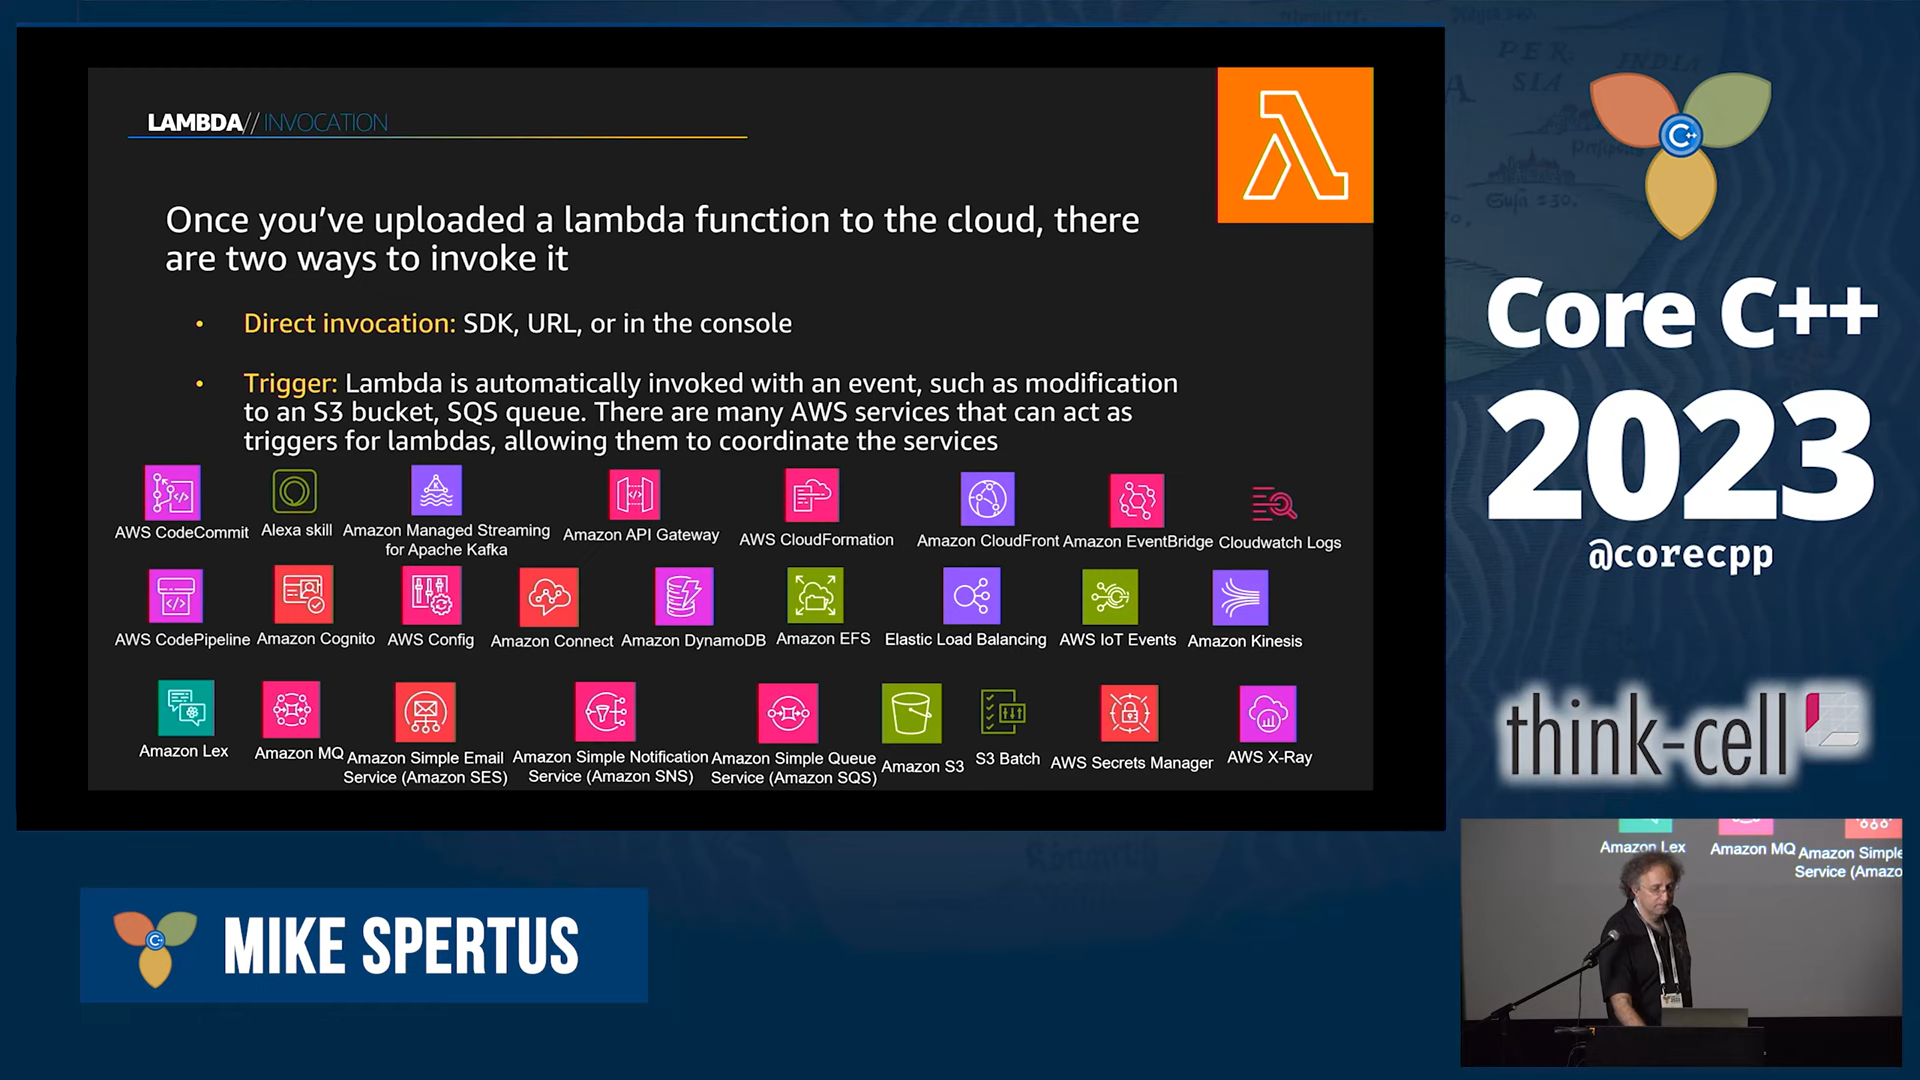 LAMBDA//INVOCATION
Once you've uploaded a lambda function to the cloud, there
are two ways to invoke it
• Direct invocation: SDK, URL, or in the console
• Trigger: Lambda is automatically invoked with an event, such as modification
to an S3 bucket, SQS queue. There are many AWS services that can act as
triggers for lambdas, allowing them to coordinate the services
AWS CodeCommit
Alexa skill
Amazon Managed Streaming
for Apache Kafka
Amazon API Gateway
AWS CloudFormation
Amazon CloudFront
Amazon EventBridge
Cloudwatch Logs
AWS CodePipeline
Amazon Cognito
AWS Config
Amazon Connect
Amazon DynamoDB
Amazon EFS
Elastic Load Balancing
AWS IoT Events
Amazon Kinesis
Amazon Lex
Amazon MQ
Amazon Simple Email
Service (Amazon SES)
Amazon Simple Notification
Service (Amazon SNS)
Amazon Simple Queue
Service (Amazon SQS)
Amazon S3
S3 Batch
AWS Secrets Manager
AWS X-Ray
PER
SIA
INDIA
C++
Core C++
2023
@corecpp
think-cell
Amazon Lex
Amazon MQ
Amazon Simple
Service (Amazo
C++
MIKE SPERTUS